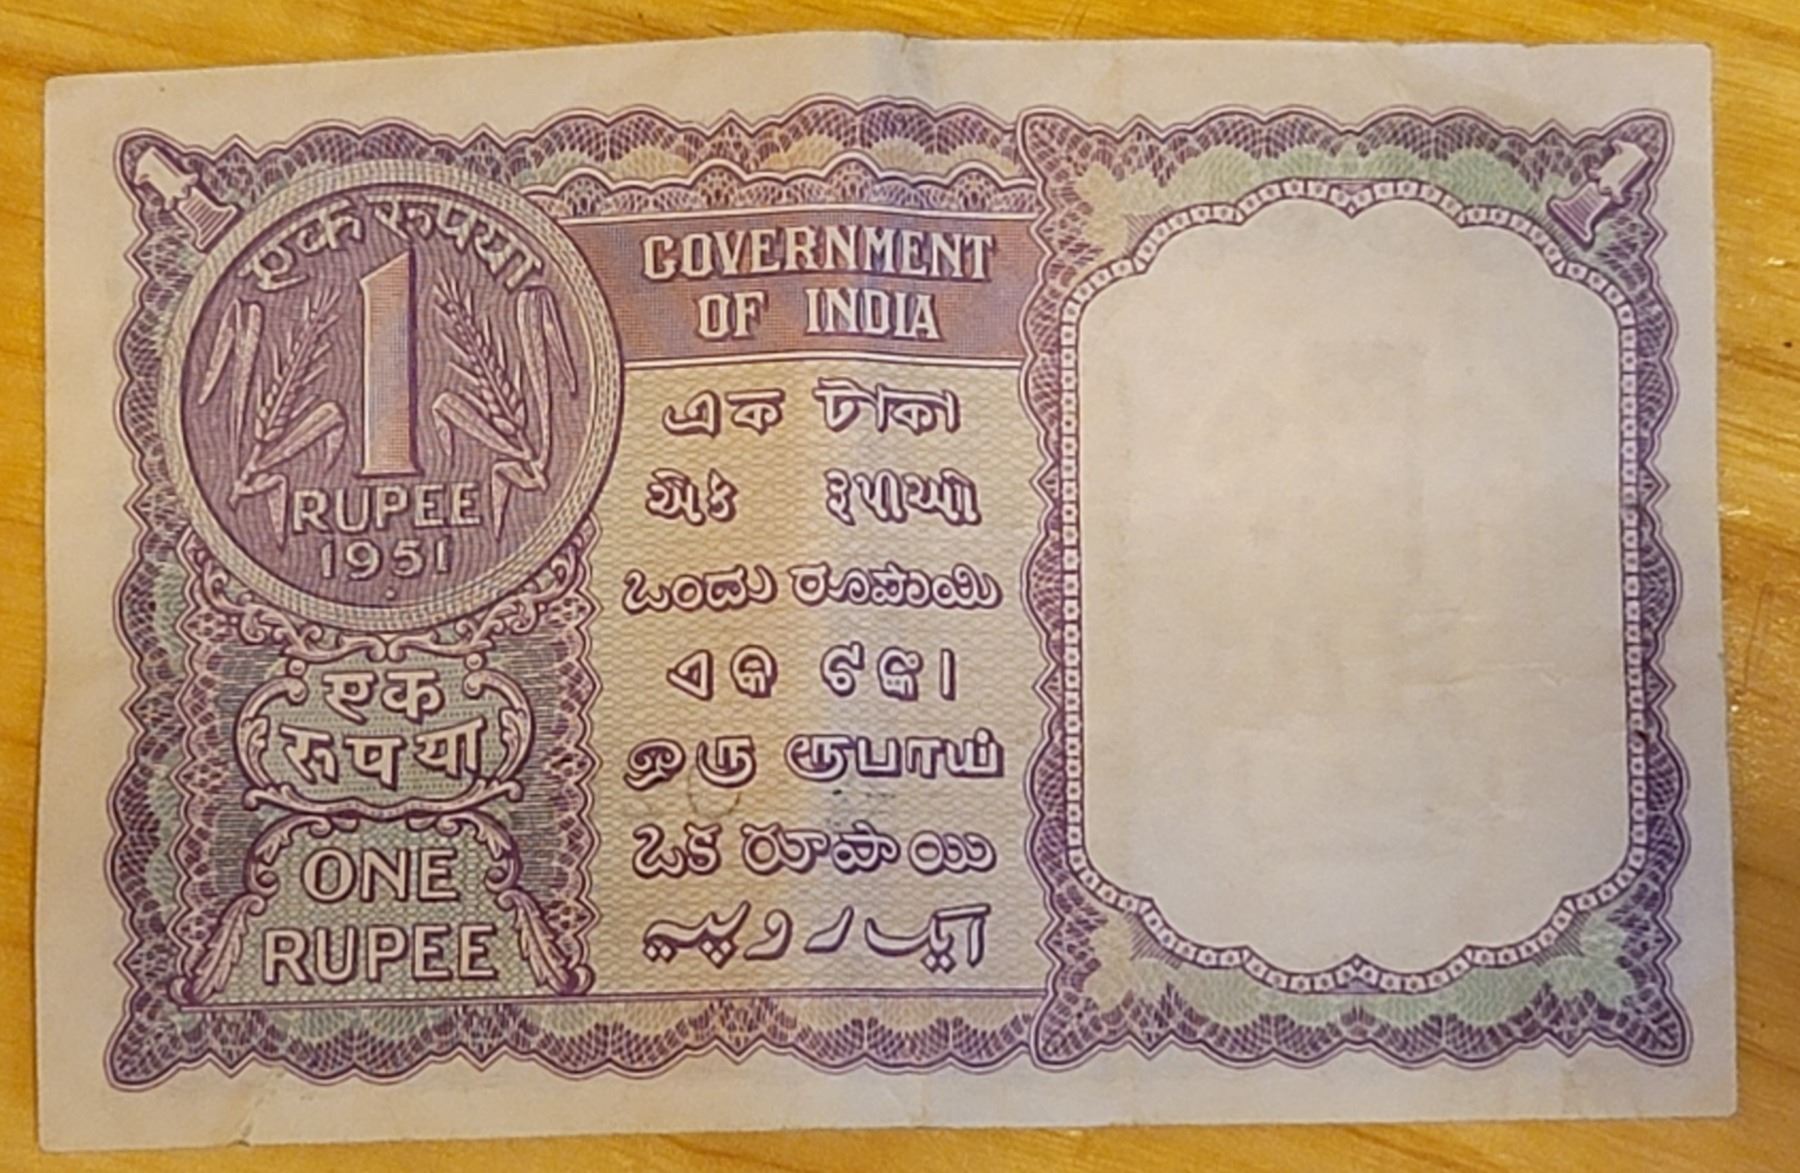 एक रुपया
1
RUPEE
1951
एक
रुपया
ONE
RUPEE
GOVERNMENT
OF INDIA
এক টাকা
એક રૂપીઓ
ಒಂದು ರೂಪಾಯಿ
ଏକ ଟଙ୍କା
ஒரு ரூபாய்
ఒక రూపాయి
ایک روپیہ